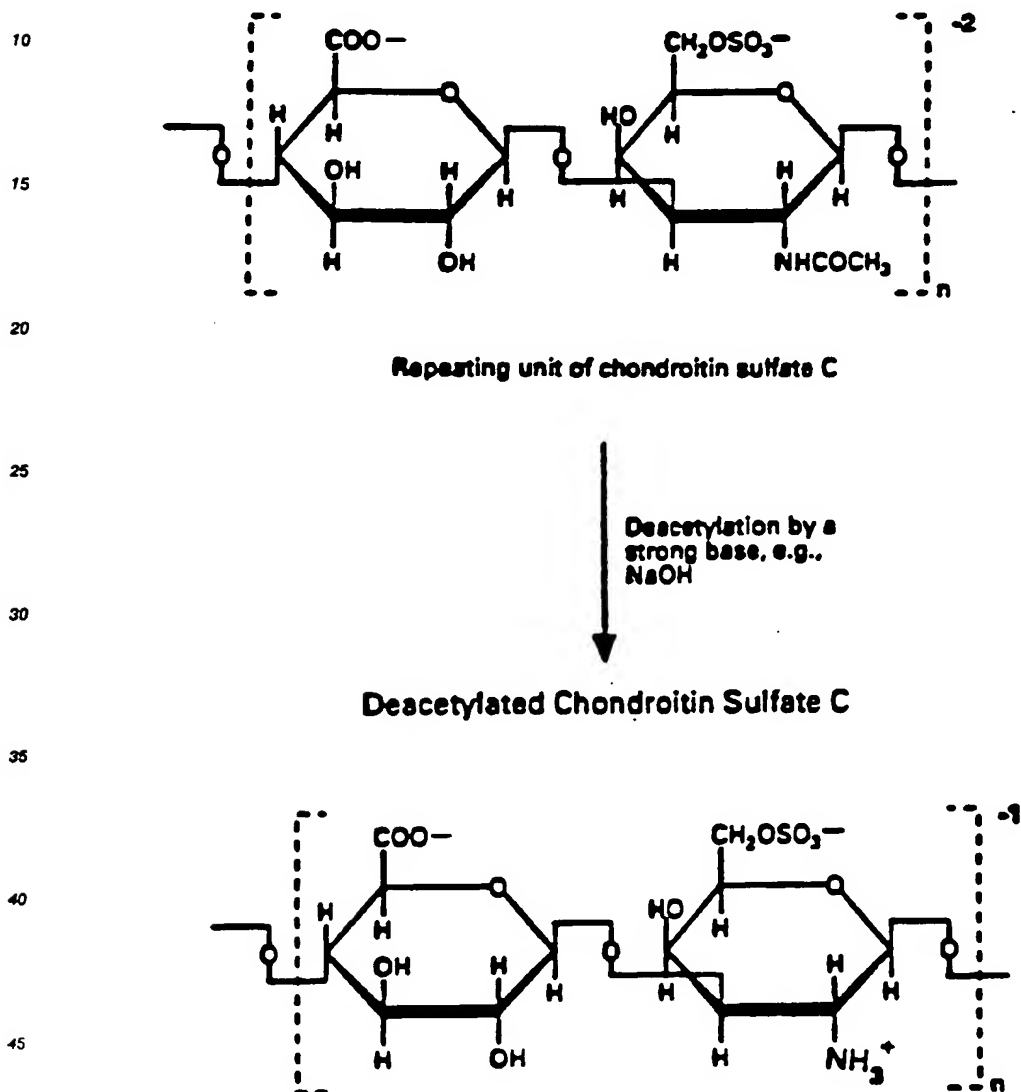 10
COO−
CH₂OSO₃−
-2
O
O
H
HO
H
H
O
OH
H
O
H
O
15
H
H
H
H
OH
H
NHCOCH₃
n
20
Repeating unit of chondroitin sulfate C
25
Deacetylation by a
strong base, e.g.,
NaOH
30
Deacetylated Chondroitin Sulfate C
35
-1
COO−
CH₂OSO₃−
40
O
O
H
HO
H
H
O
OH
H
O
H
O
H
H
H
45
H
OH
H
NH₃⁺
n